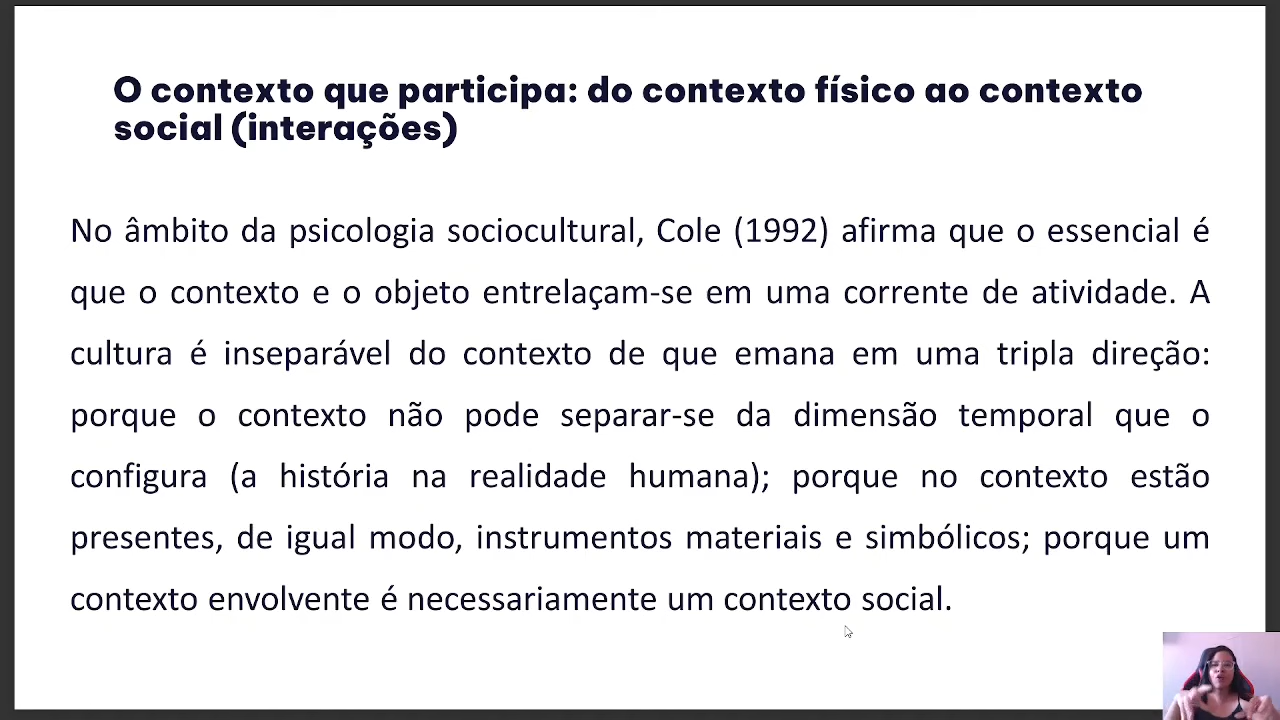 O contexto que participa: do contexto físico ao contexto
social (interações)
No âmbito da psicologia sociocultural, Cole (1992) afirma que o essencial é
que o contexto e o objeto entrelaçam-se em uma corrente de atividade. A
cultura é inseparável do contexto de que emana em uma tripla direção:
porque o contexto não pode separar-se da dimensão temporal que o
configura (a história na realidade humana); porque no contexto estão
presentes, de igual modo, instrumentos materiais e simbólicos; porque um
contexto envolvente é necessariamente um contexto social.